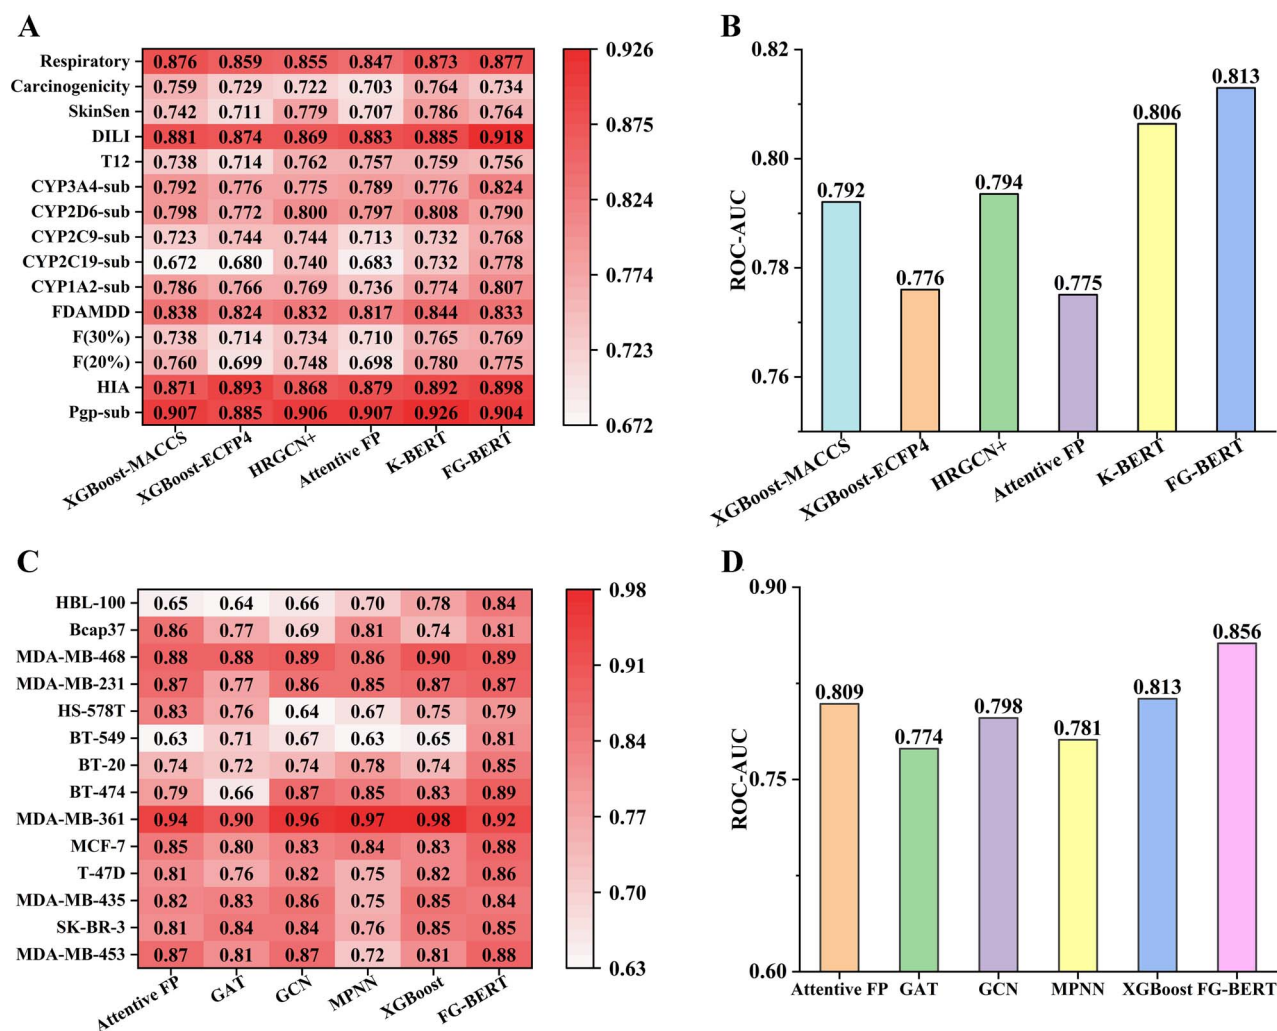 A
Respiratory 0.876 0.859 0.855 0.847 0.873 0.877
Carcinogenicity 0.759 0.729 0.722 0.703 0.764 0.734
SkinSen 0.742 0.711 0.779 0.707 0.786 0.764
DILI 0.881 0.874 0.869 0.883 0.885 0.918
T12 0.738 0.714 0.762 0.757 0.759 0.756
CYP3A4-sub 0.792 0.776 0.775 0.789 0.776 0.824
CYP2D6-sub 0.798 0.772 0.800 0.797 0.808 0.790
CYP2C9-sub 0.723 0.744 0.744 0.713 0.732 0.768
CYP2C19-sub 0.672 0.680 0.740 0.683 0.732 0.778
CYP1A2-sub 0.786 0.766 0.769 0.736 0.774 0.807
FDAMDD 0.838 0.824 0.832 0.817 0.844 0.833
F(30%) 0.738 0.714 0.734 0.710 0.765 0.769
F(20%) 0.760 0.699 0.748 0.698 0.780 0.775
HIA 0.871 0.893 0.868 0.879 0.892 0.898
Pgp-sub 0.907 0.885 0.906 0.907 0.926 0.904
XGBoost-MACCS XGBoost-ECFP4 HRGCN+ Attentive FP K-BERT FG-BERT
0.926
0.875
0.824
0.774
0.723
0.672
B
ROC-AUC
0.82
0.80
0.78
0.76
0.792 0.776 0.794 0.775 0.806 0.813
XGBoost-MACCS XGBoost-ECFP4 HRGCN+ Attentive FP K-BERT FG-BERT
C
HBL-100 0.65 0.64 0.66 0.70 0.78 0.84
Bcap37 0.86 0.77 0.69 0.81 0.74 0.81
MDA-MB-468 0.88 0.88 0.89 0.86 0.90 0.89
MDA-MB-231 0.87 0.77 0.86 0.85 0.87 0.87
HS-578T 0.83 0.76 0.64 0.67 0.75 0.79
BT-549 0.63 0.71 0.67 0.63 0.65 0.81
BT-20 0.74 0.72 0.74 0.78 0.74 0.85
BT-474 0.79 0.66 0.87 0.85 0.83 0.89
MDA-MB-361 0.94 0.90 0.96 0.97 0.98 0.92
MCF-7 0.85 0.80 0.83 0.84 0.83 0.88
T-47D 0.81 0.76 0.82 0.75 0.82 0.86
MDA-MB-435 0.82 0.83 0.86 0.75 0.85 0.84
SK-BR-3 0.81 0.84 0.84 0.76 0.85 0.85
MDA-MB-453 0.87 0.81 0.87 0.72 0.81 0.88
Attentive FP GAT GCN MPNN XGBoost FG-BERT
0.98
0.91
0.84
0.77
0.70
0.63
D
ROC-AUC
0.90
0.75
0.60
0.809 0.774 0.798 0.781 0.813 0.856
Attentive FP GAT GCN MPNN XGBoost FG-BERT